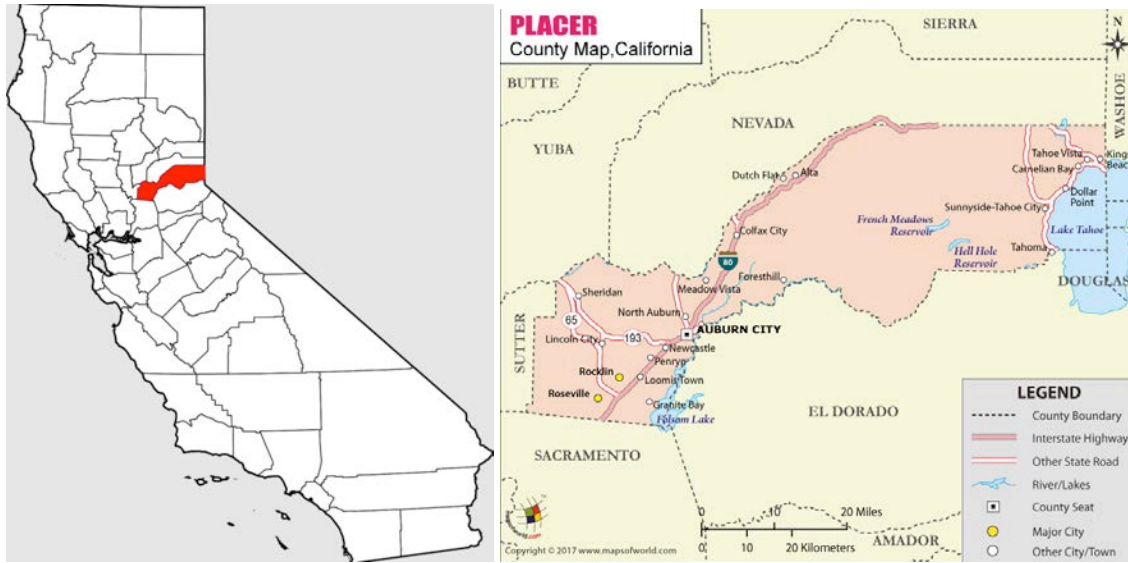 PLACER
County Map,California
SIERRA
N
BUTTE
WASHOE
NEVADA
YUBA
Tahoe Vista
Kings
Beach
Carnelian Bay
Dutch Flat
Alta
Dollar
Point
Sunnyside-Tahoe City
French Meadows
Reservoir
Lake Tahoe
Colfax City
Hell Hole
Reservoir
Tahoma
80
Foresthill
DOUGLAS
Meadow Vista
Sheridan
North Auburn
65
AUBURN CITY
SUTTER
Lincoln City
193
Newcastle
Penryn
Rocklin
Loomis Town
Roseville
Granite Bay
Folsom Lake
EL DORADO
SACRAMENTO
LEGEND
County Boundary
Interstate Highway
Other State Road
River/Lakes
County Seat
Major City
Other City/Town
0 10 20 Miles
0 10 20 Kilometers
AMADOR
Copyright © 2017 www.mapsofworld.com